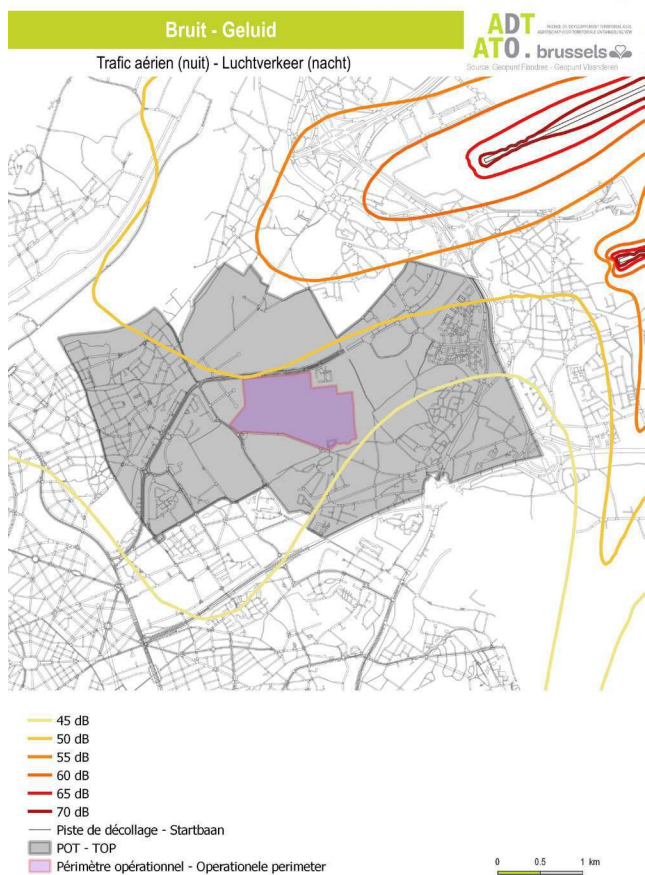 Bruit - Geluid
Trafic aérien (nuit) - Luchtverkeer (nacht)
ADT
ATO. brussels
Source: Geopunt Flandres - Geopunt Vlaanderen
45 dB
50 dB
55 dB
60 dB
65 dB
70 dB
Piste de décollage - Startbaan
POT - TOP
Périmètre opérationnel - Operationele perimeter
0 0.5 1 km